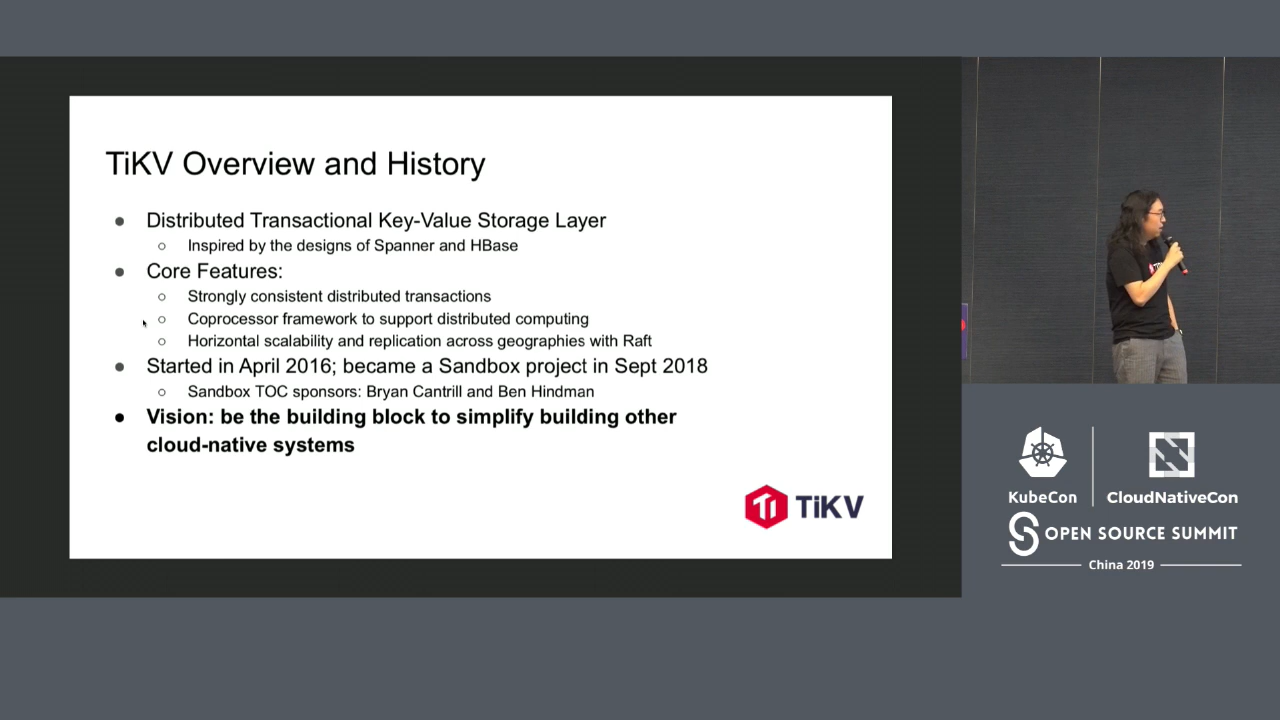 TiKV Overview and History
● Distributed Transactional Key-Value Storage Layer
○ Inspired by the designs of Spanner and HBase
● Core Features:
○ Strongly consistent distributed transactions
○ Coprocessor framework to support distributed computing
○ Horizontal scalability and replication across geographies with Raft
● Started in April 2016; became a Sandbox project in Sept 2018
○ Sandbox TOC sponsors: Bryan Cantrill and Ben Hindman
● Vision: be the building block to simplify building other
cloud-native systems
Ti TiKV
KubeCon
CloudNativeCon
OPEN SOURCE SUMMIT
China 2019